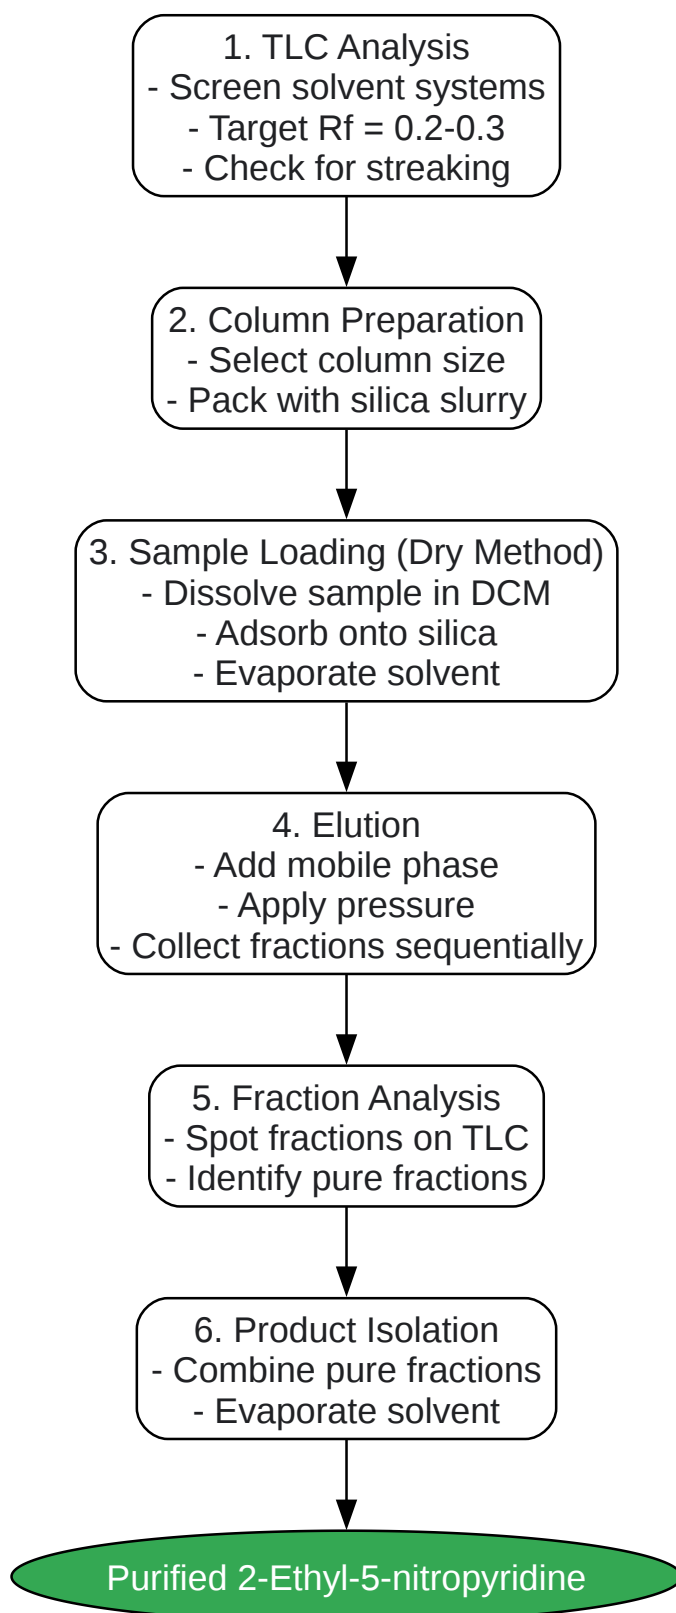 1. TLC Analysis
- Screen solvent systems
- Target Rf = 0.2-0.3
- Check for streaking
2. Column Preparation
- Select column size
- Pack with silica slurry
3. Sample Loading (Dry Method)
- Dissolve sample in DCM
- Adsorb onto silica
- Evaporate solvent
4. Elution
- Add mobile phase
- Apply pressure
- Collect fractions sequentially
5. Fraction Analysis
- Spot fractions on TLC
- Identify pure fractions
6. Product Isolation
- Combine pure fractions
- Evaporate solvent
Purified 2-Ethyl-5-nitropyridine